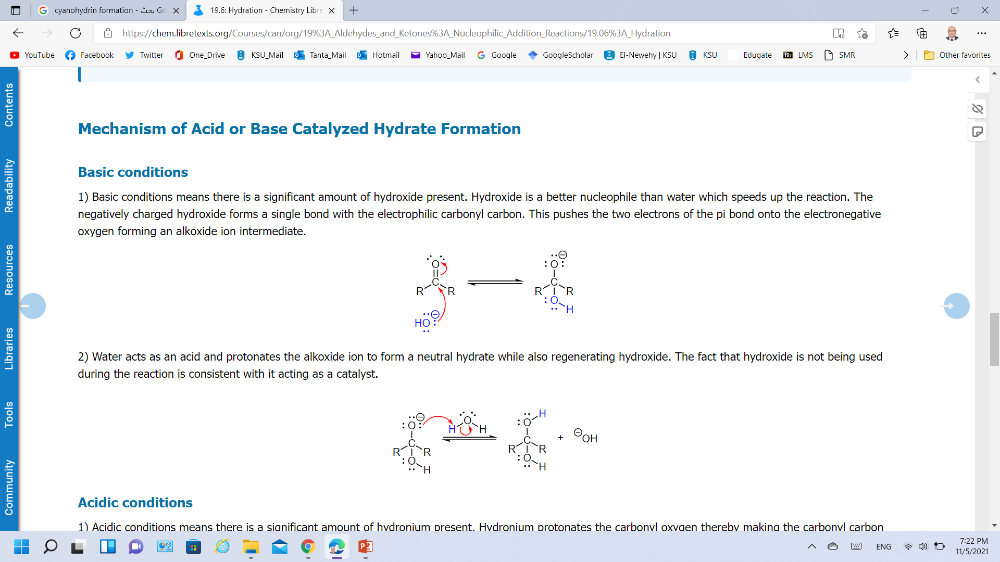 cyanohydrin formation - بحث Go
19.6: Hydration - Chemistry Libre
https://chem.libretexts.org/Courses/can/org/19%3A_Aldehydes_and_Ketones%3A_Nucleophilic_Addition_Reactions/19.06%3A_Hydration
YouTube Facebook Twitter One_Drive KSU_Mail Tanta_Mail Hotmail Yahoo_Mail Google GoogleScholar El-Newehy | KSU KSU Edugate Bb LMS SMR Other favorites
Contents
Readability
Resources
Libraries
Tools
Community
Mechanism of Acid or Base Catalyzed Hydrate Formation
Basic conditions
1) Basic conditions means there is a significant amount of hydroxide present. Hydroxide is a better nucleophile than water which speeds up the reaction. The
negatively charged hydroxide forms a single bond with the electrophilic carbonyl carbon. This pushes the two electrons of the pi bond onto the electronegative
oxygen forming an alkoxide ion intermediate.
O O
C C
R R R R
O
H
HO
2) Water acts as an acid and protonates the alkoxide ion to form a neutral hydrate while also regenerating hydroxide. The fact that hydroxide is not being used
during the reaction is consistent with it acting as a catalyst.
H
O O O
H H
C C + OH
R R R R
O O
H H
Acidic conditions
1) Acidic conditions means there is a significant amount of hydronium present. Hydronium protonates the carbonyl oxygen thereby making the carbonyl carbon
ENG
7:22 PM
11/5/2021